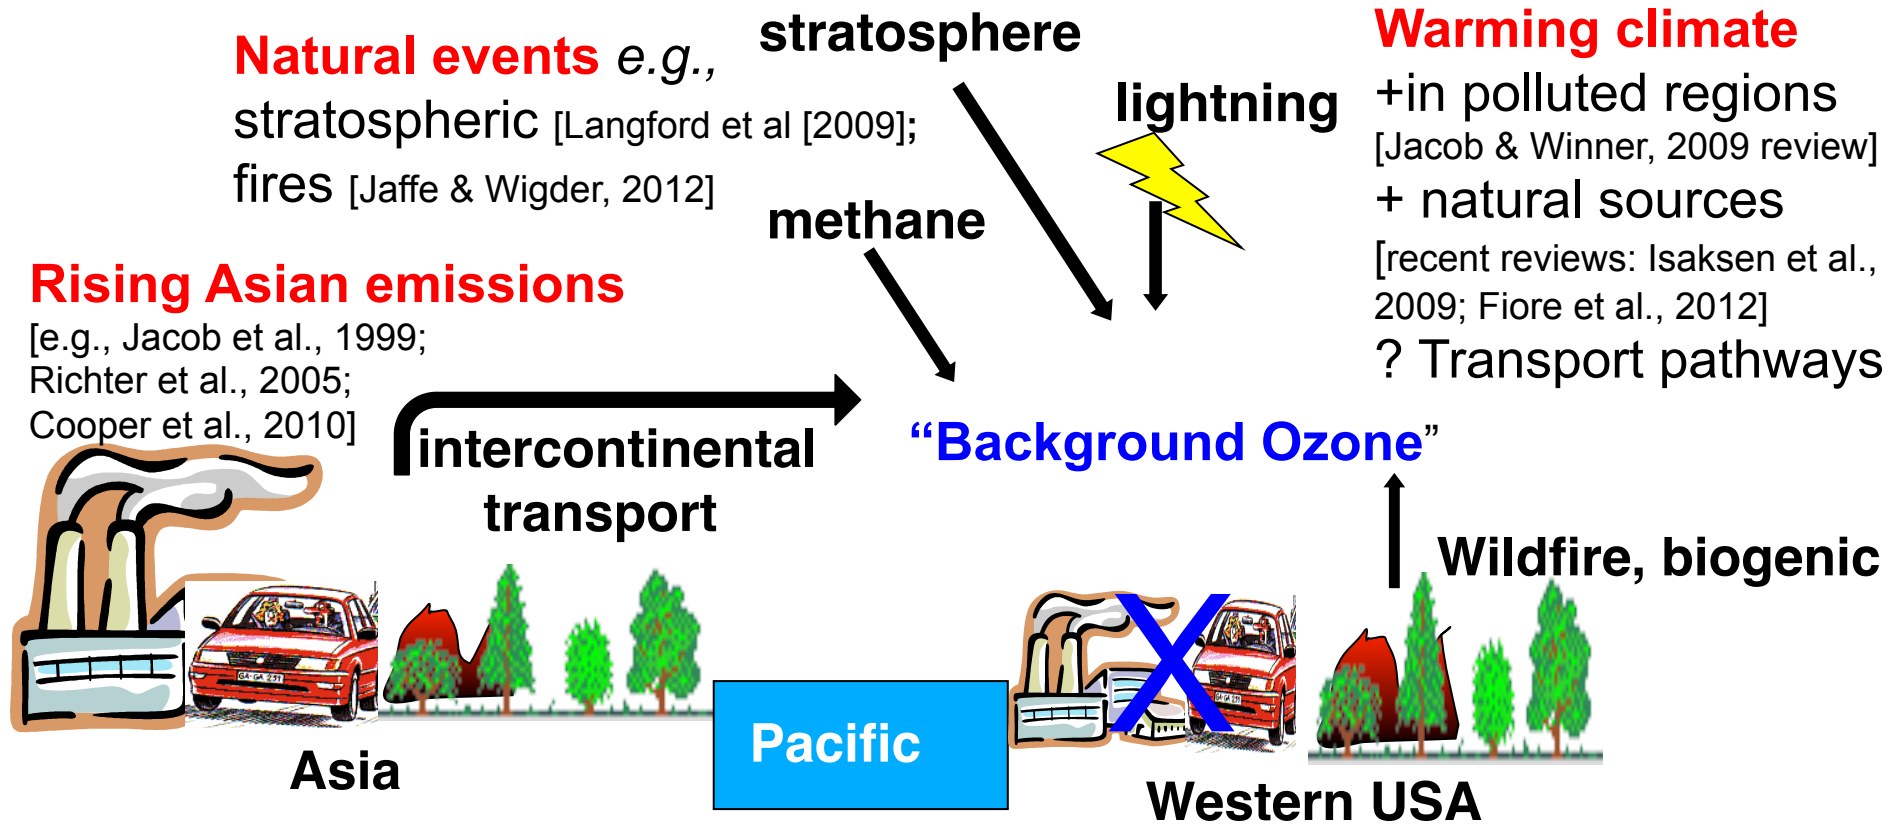 Natural events e.g.,
stratospheric [Langford et al [2009];
fires [Jaffe & Wigder, 2012]
stratosphere
lightning
methane
Warming climate
+in polluted regions
[Jacob & Winner, 2009 review]
+ natural sources
[recent reviews: Isaksen et al.,
2009; Fiore et al., 2012]
? Transport pathways
Rising Asian emissions
[e.g., Jacob et al., 1999;
Richter et al., 2005;
Cooper et al., 2010]
intercontinental
transport
“Background Ozone”
Wildfire, biogenic
GA-GA 231
X
Pacific
Asia
Western USA